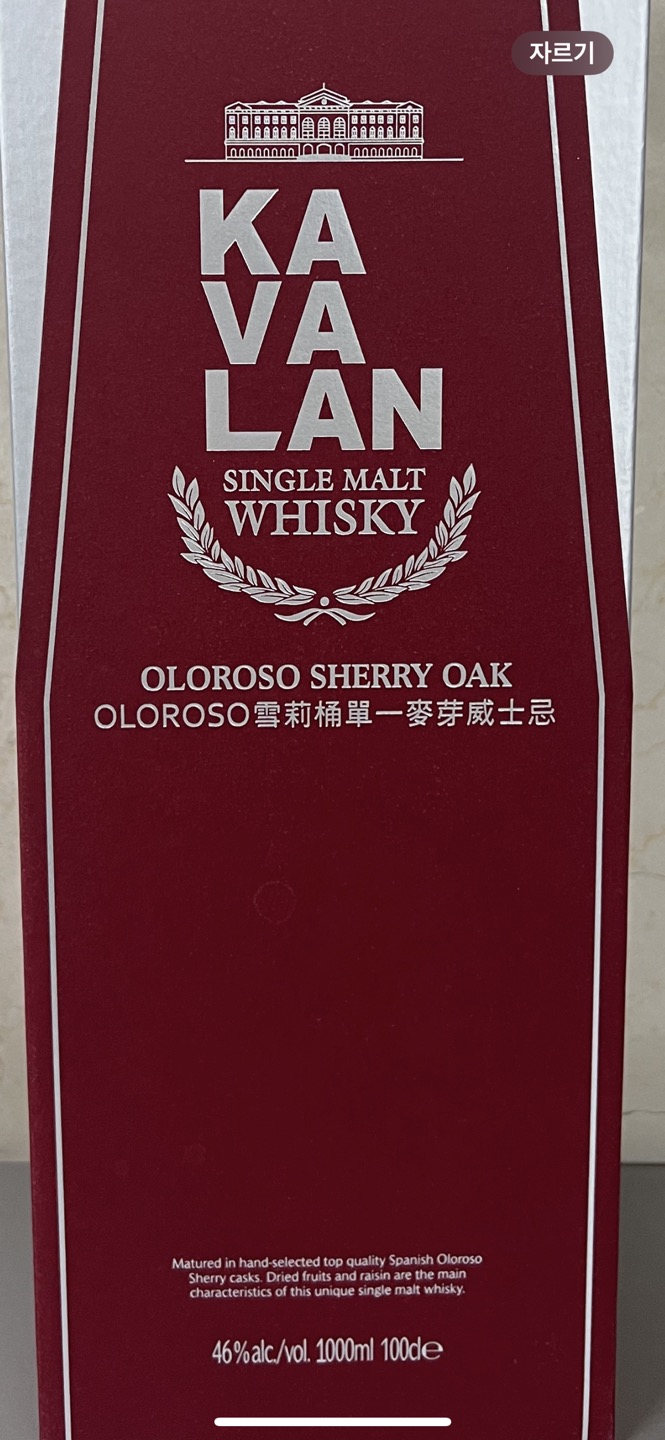 자르기
KA
VA
LAN
SINGLE MALT
WHISKY
OLOROSO SHERRY OAK
OLOROSO雪莉桶單一麥芽威士忌
Matured in hand-selected top quality Spanish Oloroso
Sherry casks. Dried fruits and raisin are the main
characteristics of this unique single malt whisky.
46%alc./vol. 1000ml 100cl℮